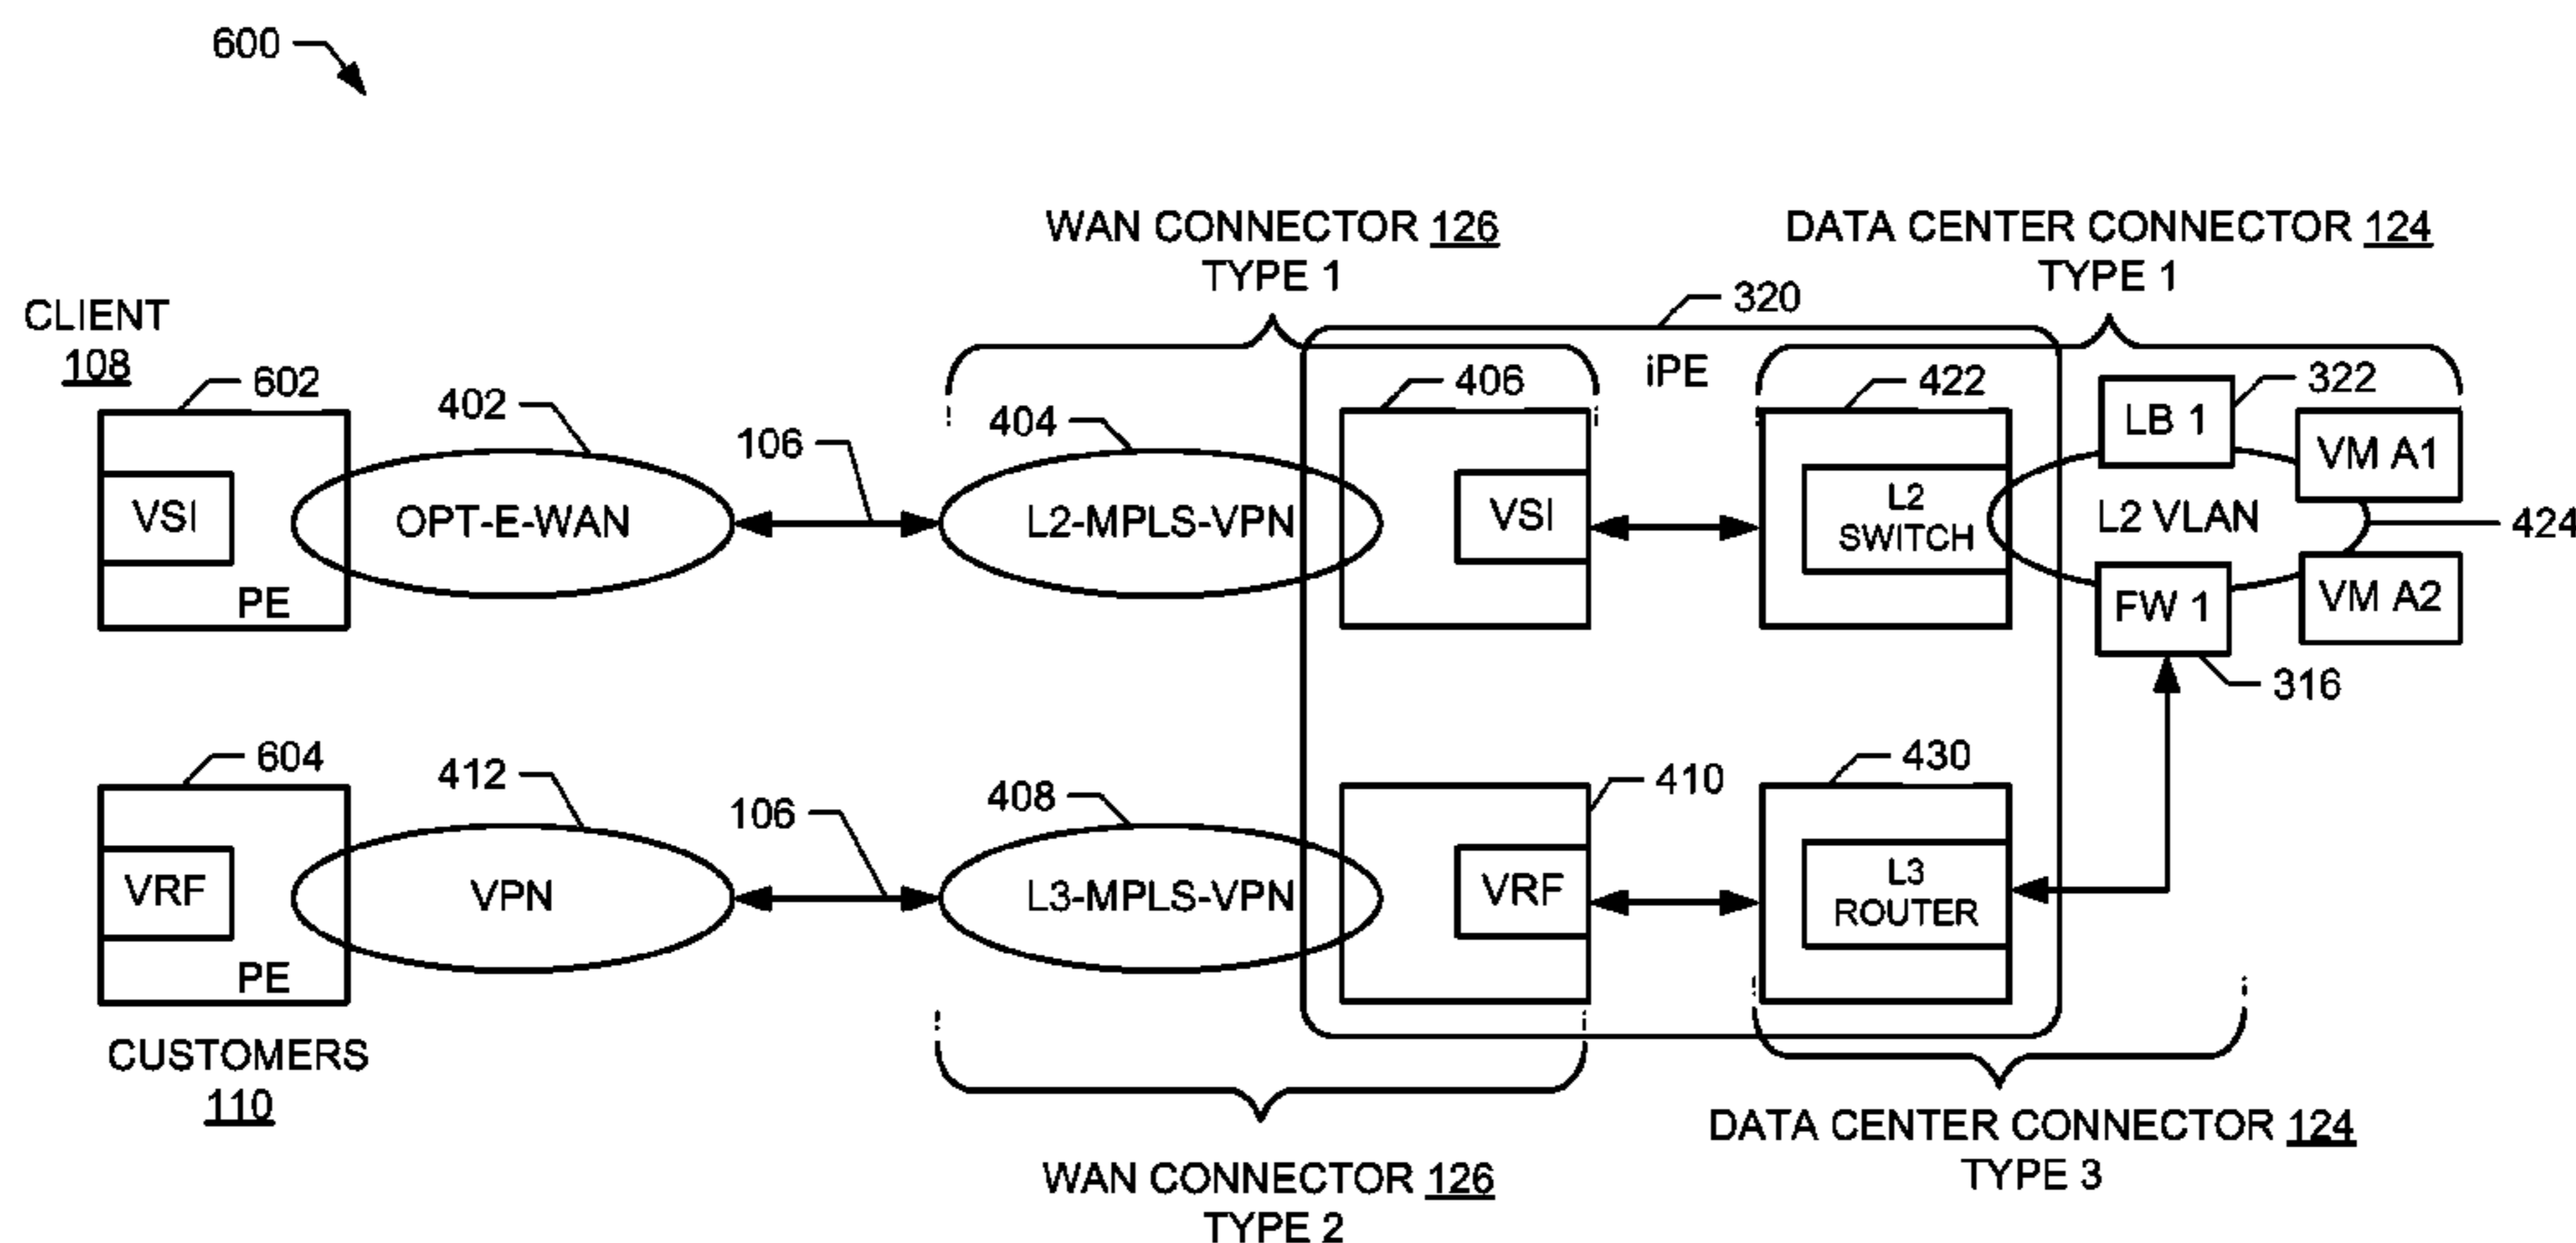 600
WAN CONNECTOR 126
TYPE 1
DATA CENTER CONNECTOR 124
TYPE 1
320
CLIENT
108
602
402
106
404
406
iPE
422
LB 1
322
VM A1
VSI
PE
OPT-E-WAN
L2-MPLS-VPN
VSI
L2
SWITCH
L2 VLAN
424
FW 1
VM A2
316
604
412
106
408
410
430
VRF
PE
VPN
L3-MPLS-VPN
VRF
L3
ROUTER
CUSTOMERS
110
WAN CONNECTOR 126
TYPE 2
DATA CENTER CONNECTOR 124
TYPE 3